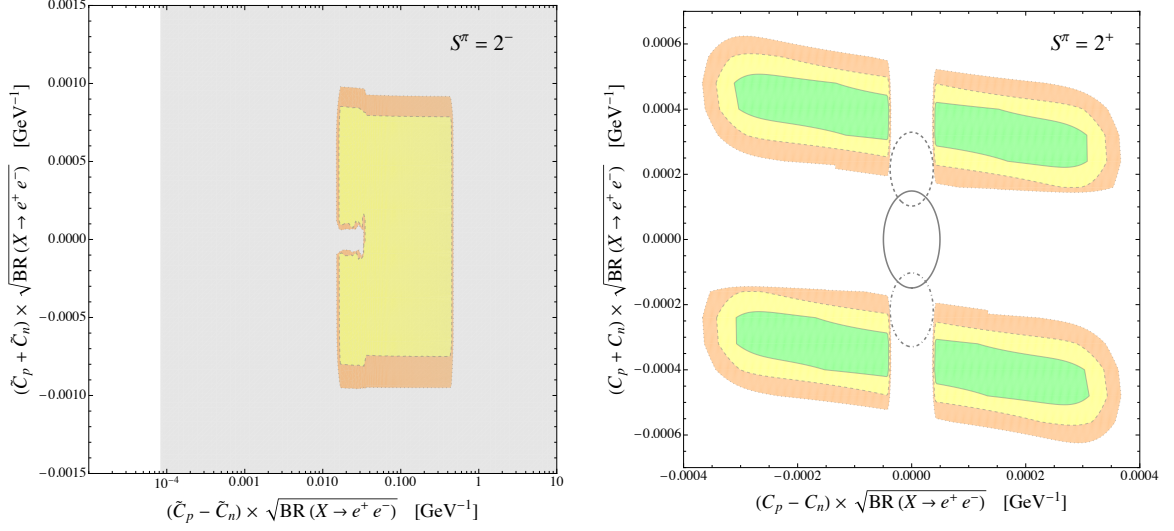 S^π = 2^-
(C̃_p + C̃_n) × √BR (X → e^+ e^-) [GeV^-1]
0.0015
0.0010
0.0005
0.0000
−0.0005
−0.0010
−0.0015
10^-4 0.010 0.100 1 10
(C̃_p − C̃_n) × √BR (X → e^+ e^-) [GeV^-1]
S^π = 2^+
(C_p + C_n) × √BR (X → e^+ e^-) [GeV^-1]
0.0006
0.0004
0.0002
0.0000
−0.0002
−0.0004
−0.0006
−0.0004 −0.0002 0.0000 0.0002 0.0004
(C_p − C_n) × √BR (X → e^+ e^-) [GeV^-1]